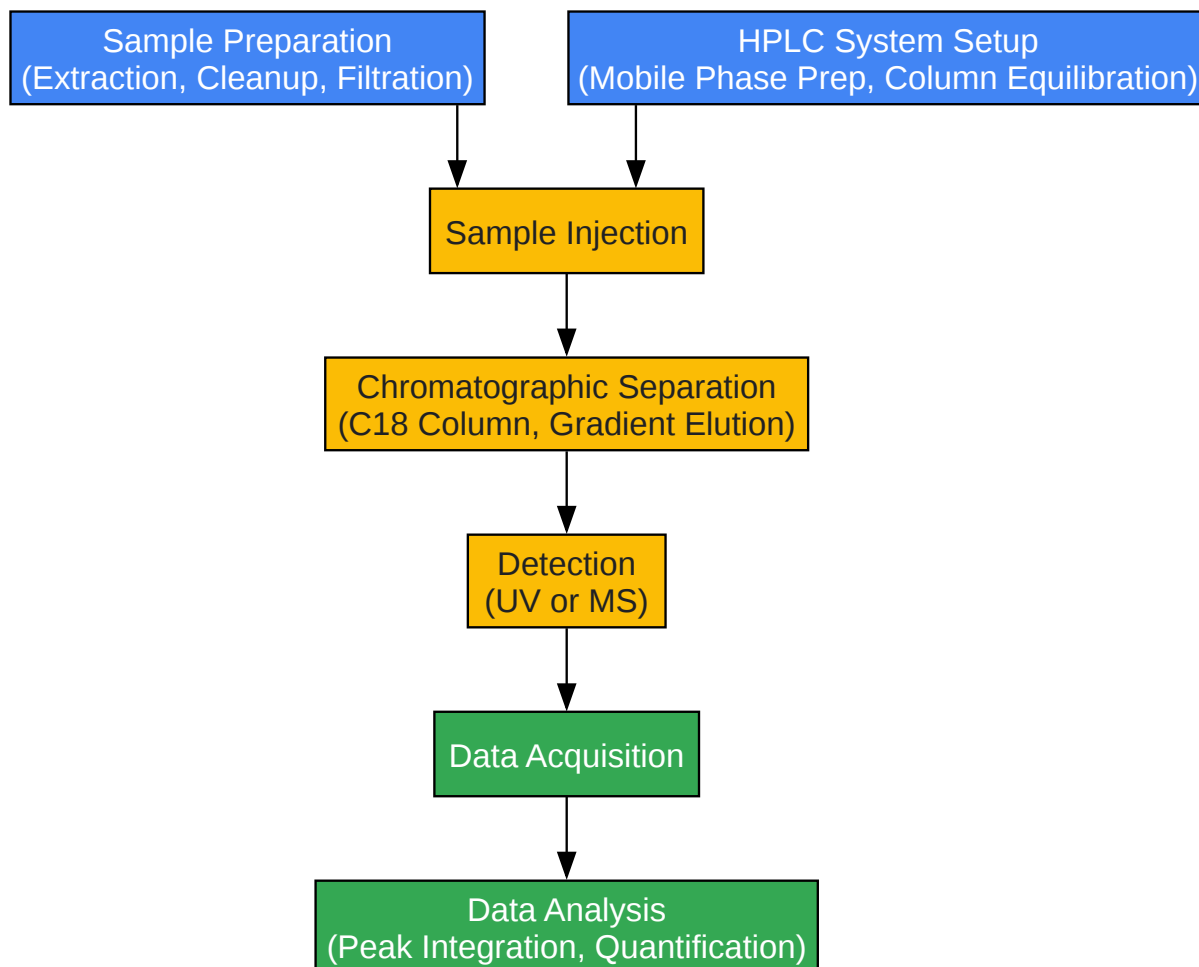 Sample Preparation
(Extraction, Cleanup, Filtration)
HPLC System Setup
(Mobile Phase Prep, Column Equilibration)
Sample Injection
Chromatographic Separation
(C18 Column, Gradient Elution)
Detection
(UV or MS)
Data Acquisition
Data Analysis
(Peak Integration, Quantification)